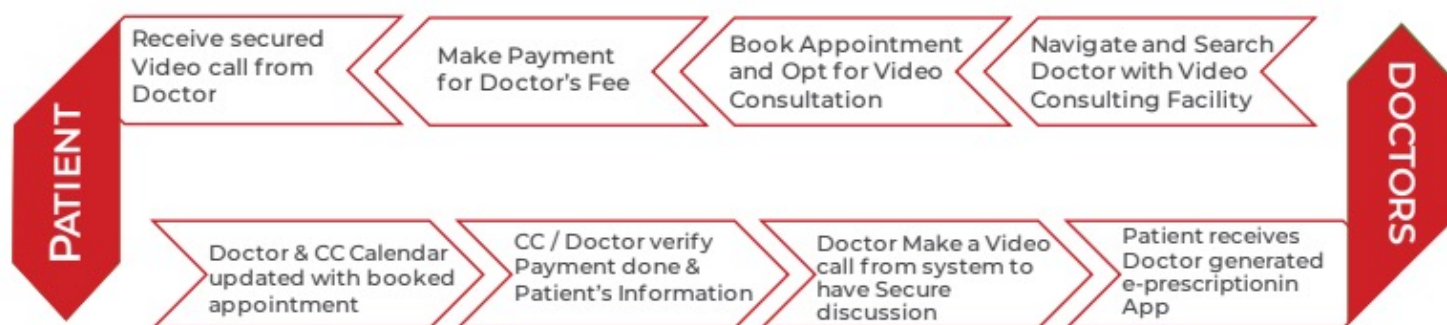 PATIENT
Receive secured
Video call from
Doctor
Make Payment
for Doctor's Fee
Book Appointment
and Opt for Video
Consultation
Navigate and Search
Doctor with Video
Consulting Facility
DOCTORS
Doctor & CC Calendar
updated with booked
appointment
CC / Doctor verify
Payment done &
Patient's Information
Doctor Make a Video
call from system to
have Secure
discussion
Patient receives
Doctor generated
e-prescriptionin
App